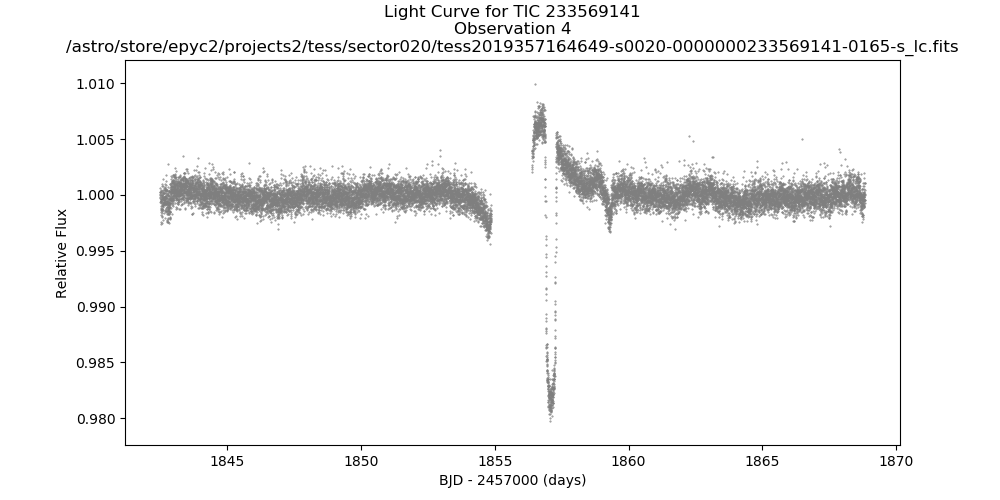 Light Curve for TIC 233569141
Observation 4
/astro/store/epyc2/projects2/tess/sector020/tess2019357164649-s0020-0000000233569141-0165-s_lc.fits
1.010
1.005
1.000
0.995
0.990
0.985
0.980
Relative Flux
1845 1850 1855 1860 1865 1870
BJD - 2457000 (days)